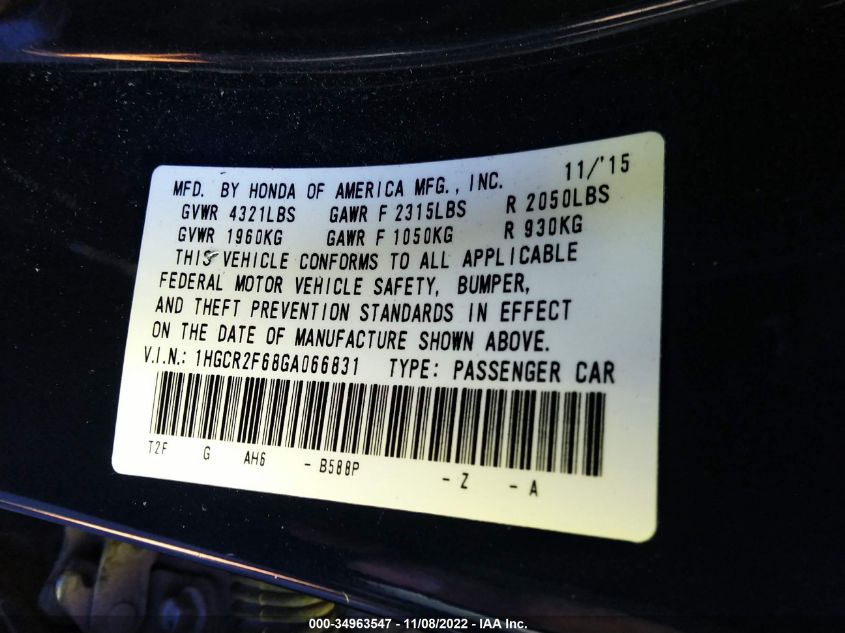 MFD. BY HONDA OF AMERICA MFG., INC. 11/'15
GVWR 4321LBS GAWR F 2315LBS R 2050LBS
GVWR 1960KG GAWR F 1050KG R 930KG
THIS VEHICLE CONFORMS TO ALL APPLICABLE
FEDERAL MOTOR VEHICLE SAFETY, BUMPER,
AND THEFT PREVENTION STANDARDS IN EFFECT
ON THE DATE OF MANUFACTURE SHOWN ABOVE.
V.I.N.: 1HGCR2F68GA066831 TYPE: PASSENGER CAR
T2F G AH6 - B588P - Z - A
000-34963547 - 11/08/2022 - IAA Inc.